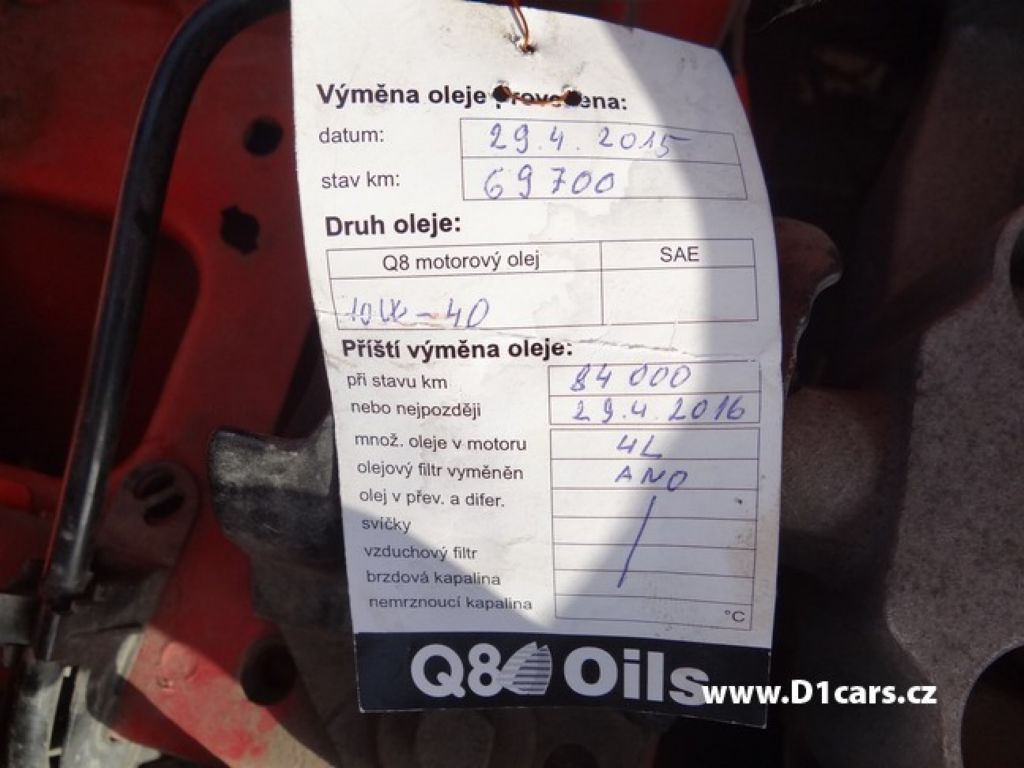 Výměna oleje provedena:
datum: 29.4.2015
stav km: 69700
Druh oleje:
Q8 motorový olej SAE
10W-40
Příští výměna oleje:
při stavu km 84 000
nebo nejpozději 29.4.2016
množ. oleje v motoru 4L
olejový filtr vyměněn ANO
olej v přev. a difer.
svíčky
vzduchový filtr
brzdová kapalina
nemrznoucí kapalina °C
Q8 Oils
www.D1cars.cz